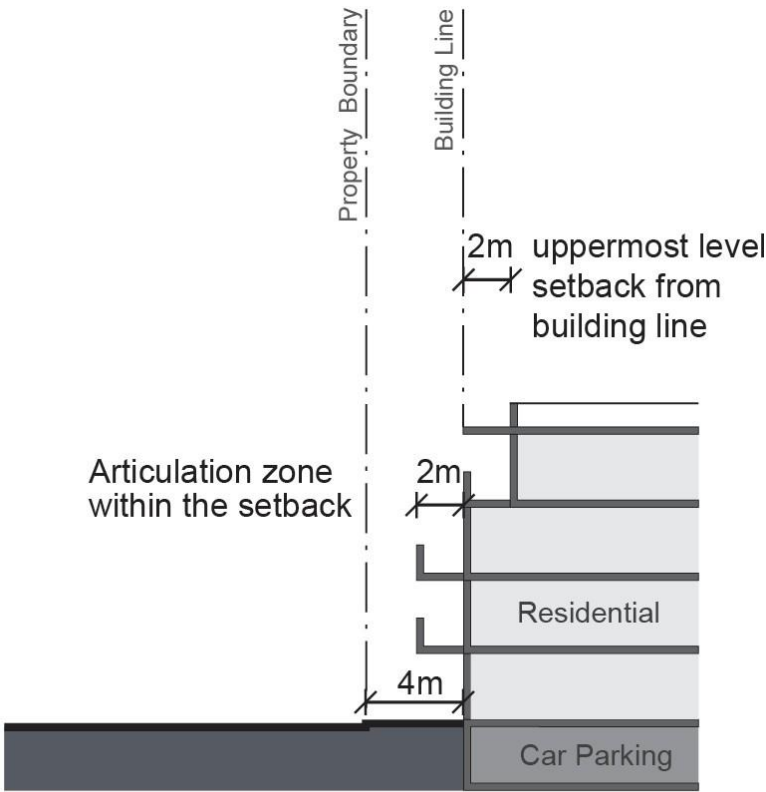 Property Boundary
Building Line
2m
uppermost level
setback from
building line
Articulation zone
within the setback
2m
Residential
4m
Car Parking